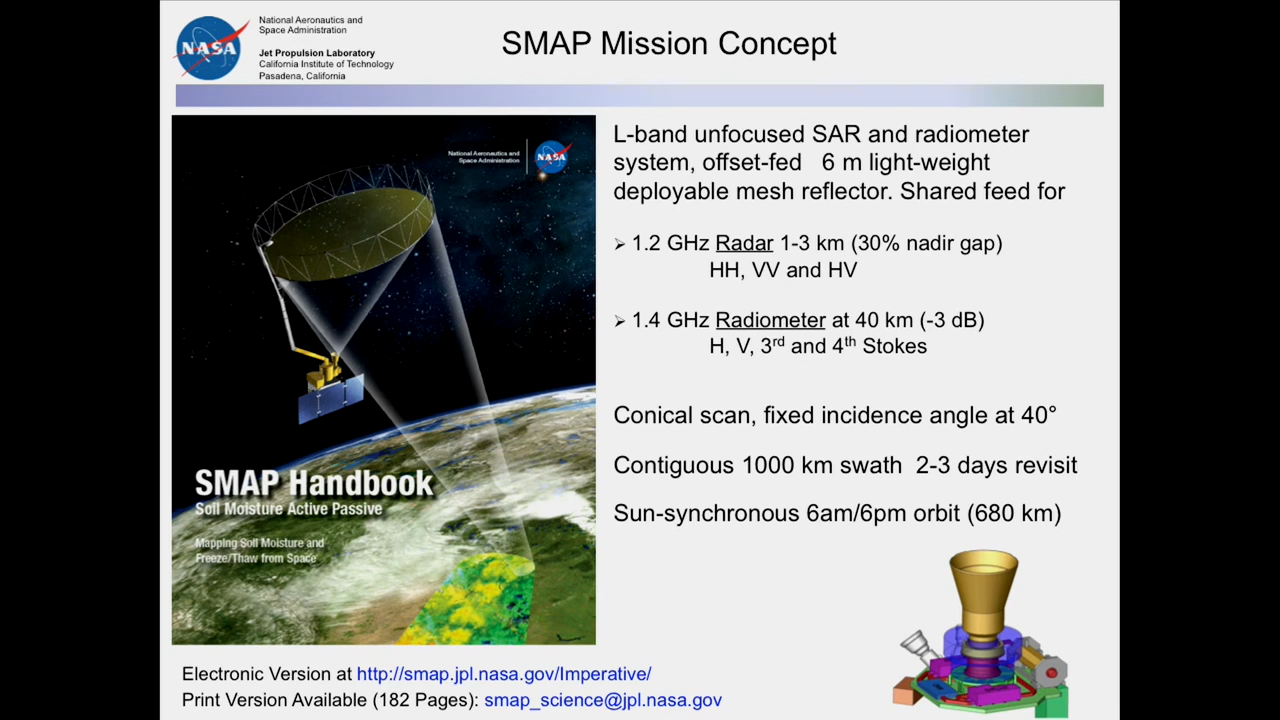 NASA
National Aeronautics and
Space Administration
Jet Propulsion Laboratory
California Institute of Technology
Pasadena, California
SMAP Mission Concept
National Aeronautics and
Space Administration
NASA
SMAP Handbook
Soil Moisture Active Passive
Mapping Soil Moisture and
Freeze/Thaw from Space
L-band unfocused SAR and radiometer
system, offset-fed 6 m light-weight
deployable mesh reflector. Shared feed for
➢ 1.2 GHz Radar 1-3 km (30% nadir gap)
HH, VV and HV
➢ 1.4 GHz Radiometer at 40 km (-3 dB)
H, V, 3rd and 4th Stokes
Conical scan, fixed incidence angle at 40°
Contiguous 1000 km swath 2-3 days revisit
Sun-synchronous 6am/6pm orbit (680 km)
Electronic Version at http://smap.jpl.nasa.gov/Imperative/
Print Version Available (182 Pages): smap_science@jpl.nasa.gov